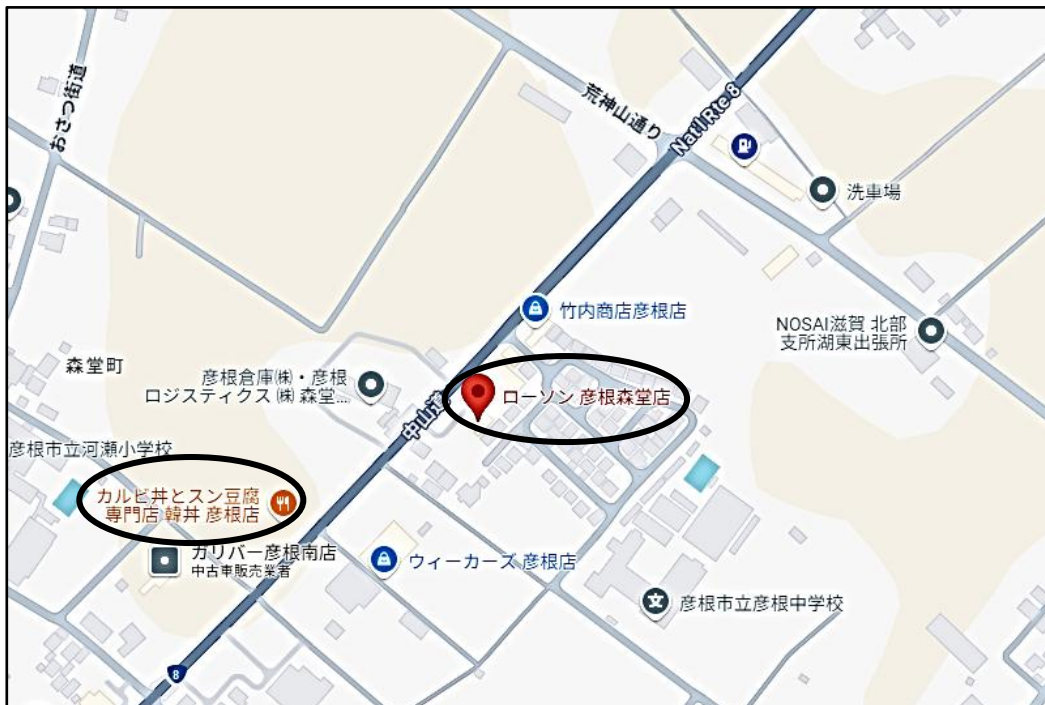 おさつ街道
荒神山通り
Nat'l Rte 8
洗車場
竹内商店彦根店
NOSAI滋賀 北部
支所湖東出張所
森堂町
彦根倉庫㈱・彦根
ロジスティクス ㈱ 森堂...
中山道
ローソン 彦根森堂店
彦根市立河瀬小学校
カルビ丼とスン豆腐
専門店 韓丼 彦根店
ガリバー彦根南店
中古車販売業者
ウィーカーズ 彦根店
文
彦根市立彦根中学校
8